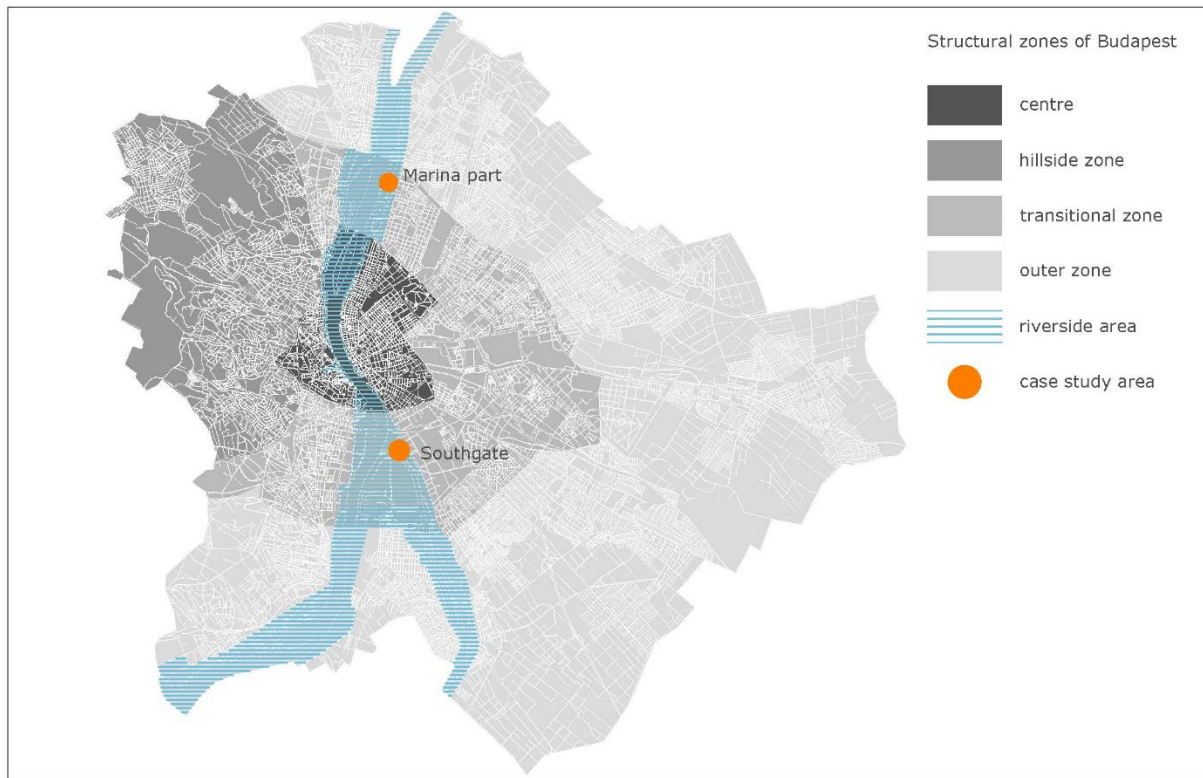 Structural zones of Budapest
centre
hillside zone
transitional zone
outer zone
riverside area
case study area
Marina part
Southgate